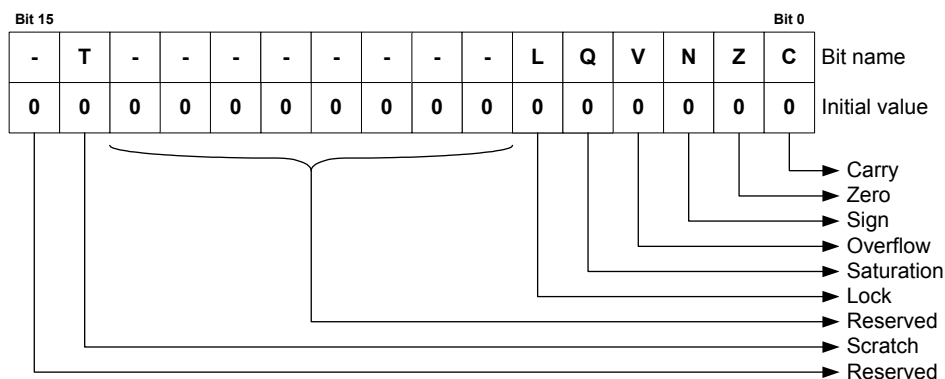 Bit 15 Bit 0
- T - - - - - - - - L Q V N Z C Bit name
0 0 0 0 0 0 0 0 0 0 0 0 0 0 0 0 Initial value
Carry
Zero
Sign
Overflow
Saturation
Lock
Reserved
Scratch
Reserved